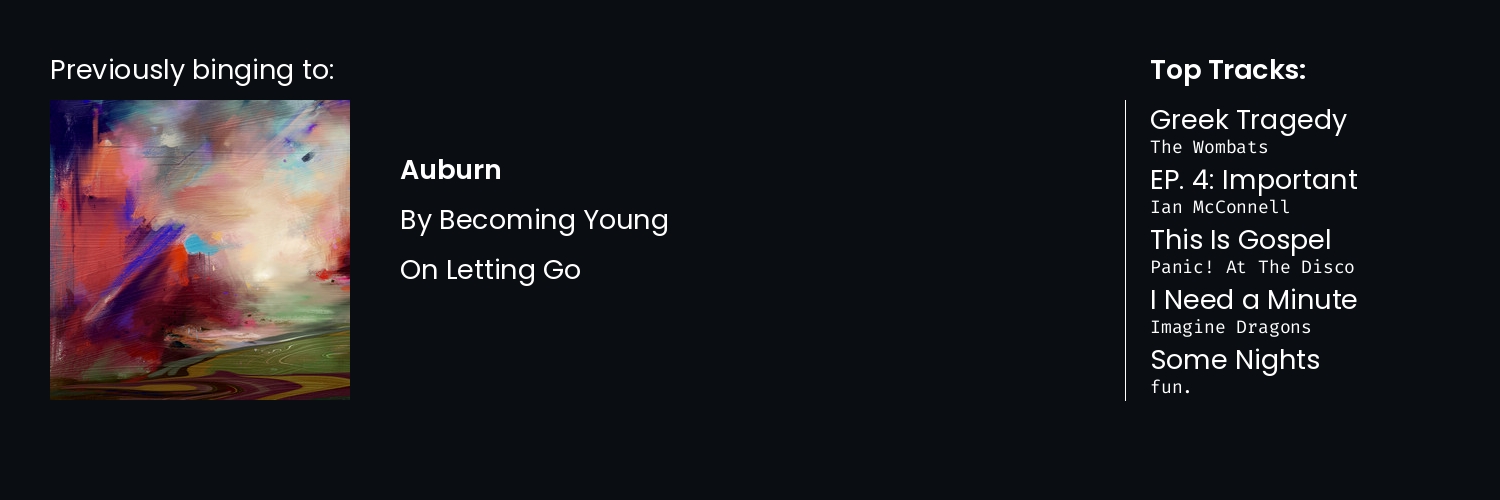 Previously binging to:
Auburn
By Becoming Young
On Letting Go
Top Tracks:
Greek Tragedy
The Wombats
EP. 4: Important
Ian McConnell
This Is Gospel
Panic! At The Disco
I Need a Minute
Imagine Dragons
Some Nights
fun.